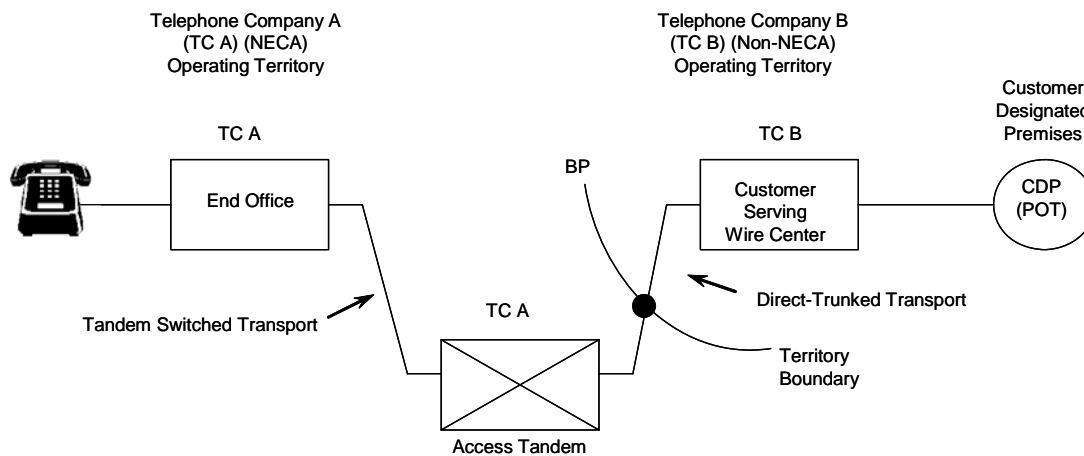 Telephone Company A
(TC A) (NECA)
Operating Territory
Telephone Company B
(TC B) (Non-NECA)
Operating Territory
Customer
Designated
Premises
TC A
TC B
BP
End Office
Customer
Serving
Wire Center
CDP
(POT)
Tandem Switched Transport
TC A
Direct-Trunked Transport
Territory
Boundary
Access Tandem